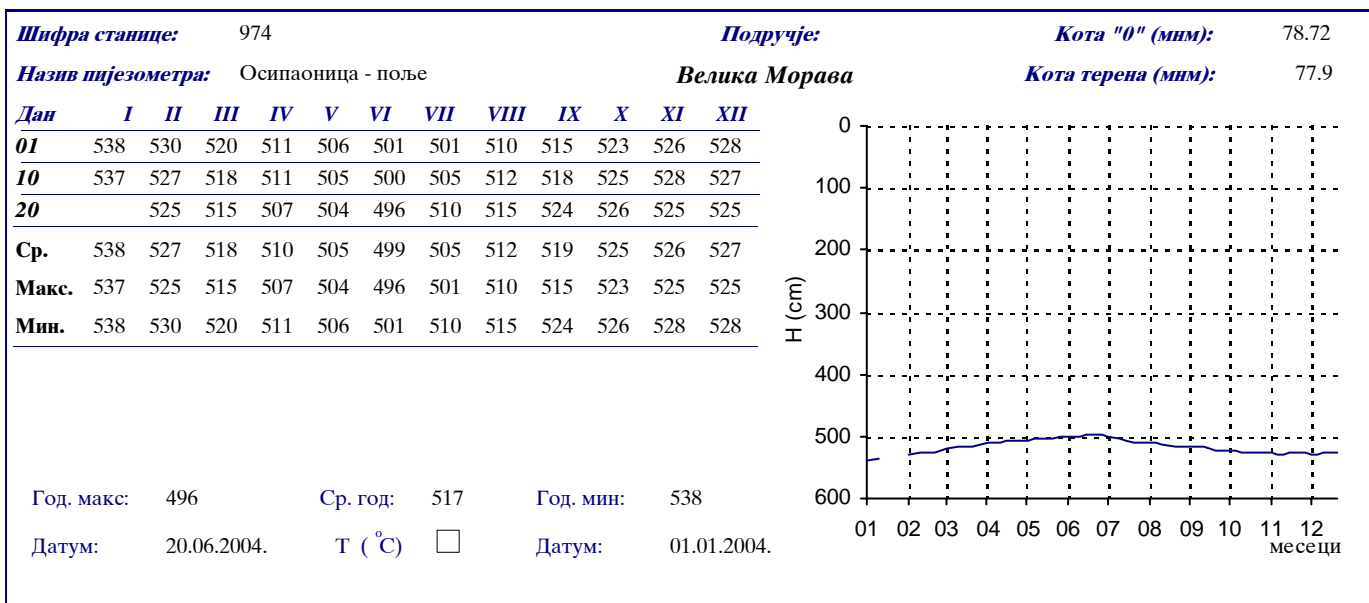 Шифра станице: 974 Подручје: Кота "0" (мнм): 78.72
Назив пијезометра: Осипаоница - поље Велика Морава Кота терена (мнм): 77.9
Дан I II III IV V VI VII VIII IX X XI XII
01 538 530 520 511 506 501 501 510 515 523 526 528
10 537 527 518 511 505 500 505 512 518 525 528 527
20 525 515 507 504 496 510 515 524 526 525 525
Ср. 538 527 518 510 505 499 505 512 519 525 526 527
Макс. 537 525 515 507 504 496 501 510 515 523 525 525
Мин. 538 530 520 511 506 501 510 515 524 526 528 528
Год. макс: 496 Ср. год: 517 Год. мин: 538
Датум: 20.06.2004. Т ( °C) Датум: 01.01.2004.
H (cm)
0
100
200
300
400
500
600
01 02 03 04 05 06 07 08 09 10 11 12
месеци